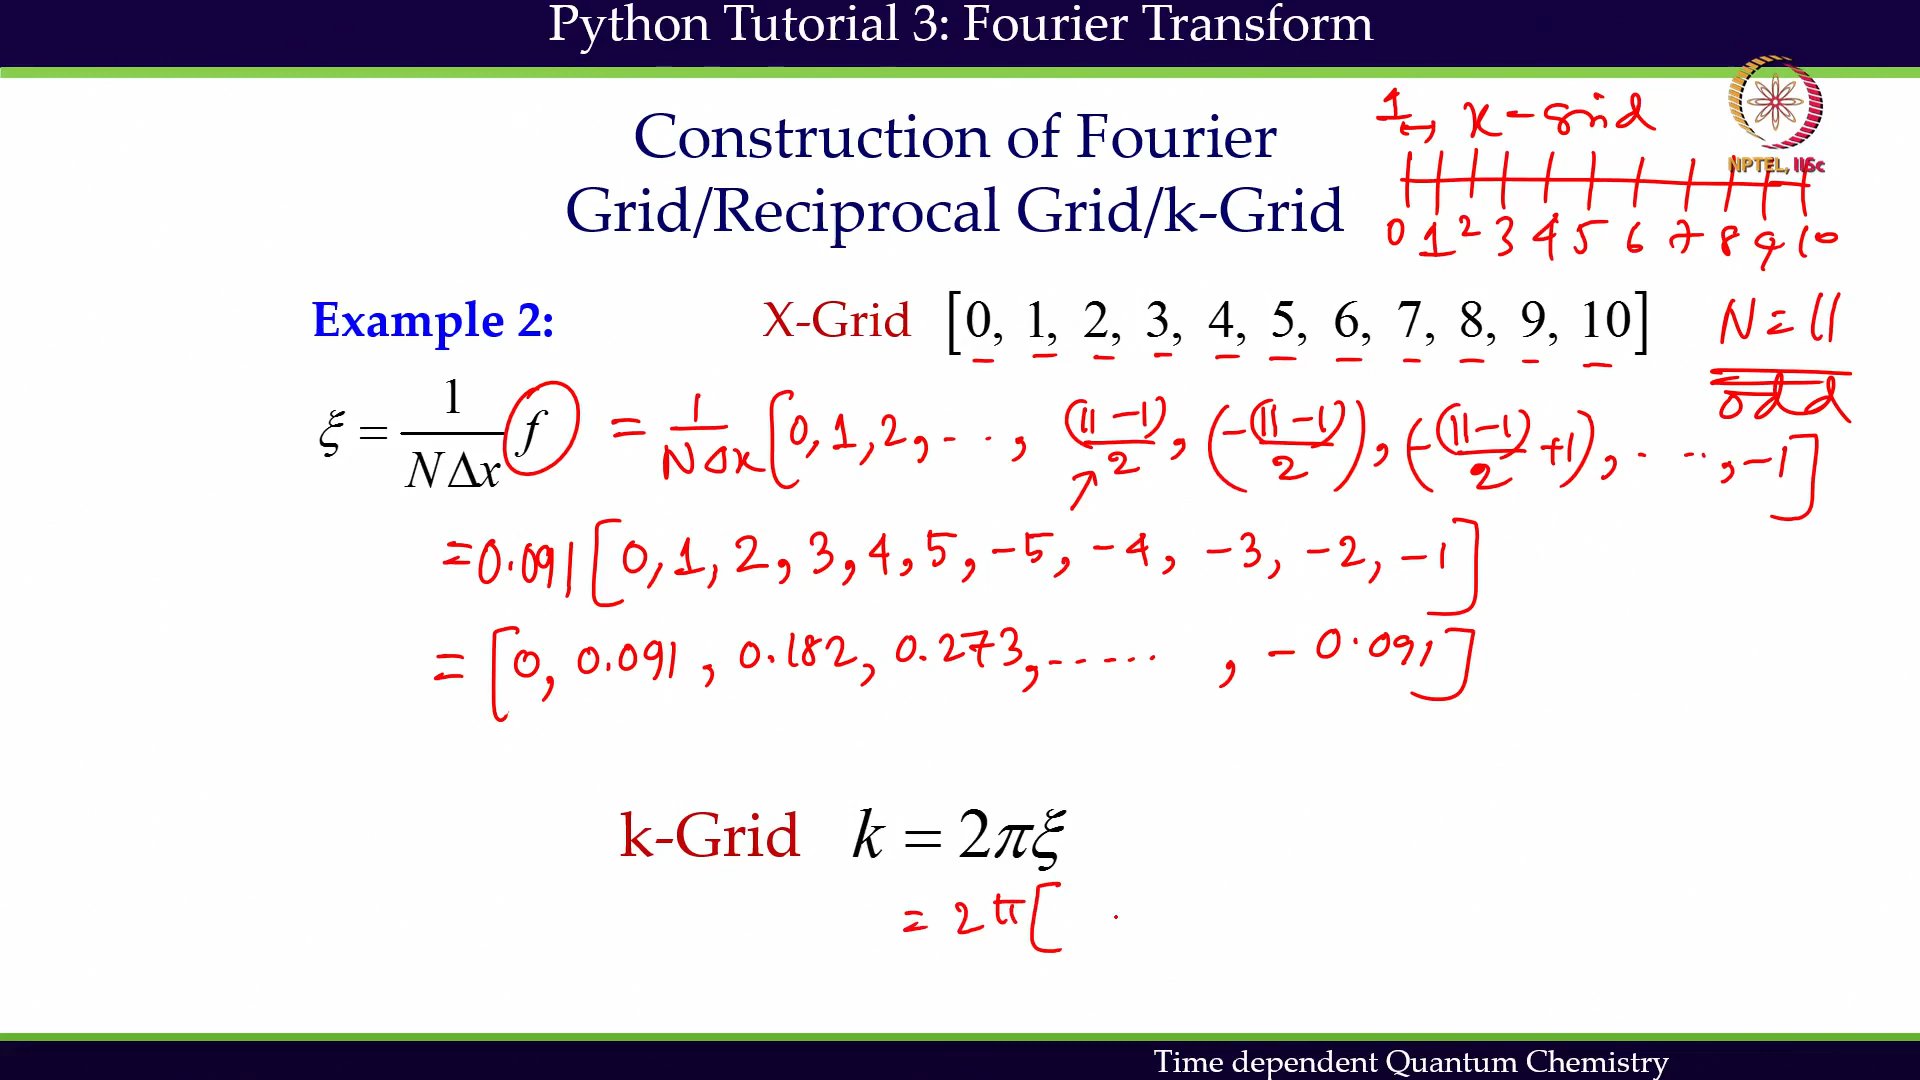 Python Tutorial 3: Fourier Transform
Construction of Fourier
Grid/Reciprocal Grid/k-Grid
1 x-grid
0 1 2 3 4 5 6 7 8 9 10
NPTEL, IISc
Example 2: X-Grid [0, 1, 2, 3, 4, 5, 6, 7, 8, 9, 10] N = 11
odd
ξ = 1/(NΔx) f = 1/(NΔx) [0, 1, 2, ..., (11-1)/2, (-(11-1)/2), (-(11-1)/2 +1), ...., -1]
= 0.091 [0, 1, 2, 3, 4, 5, -5, -4, -3, -2, -1]
= [0, 0.091, 0.182, 0.273, ......, -0.091]
k-Grid k = 2πξ
= 2π[
Time dependent Quantum Chemistry